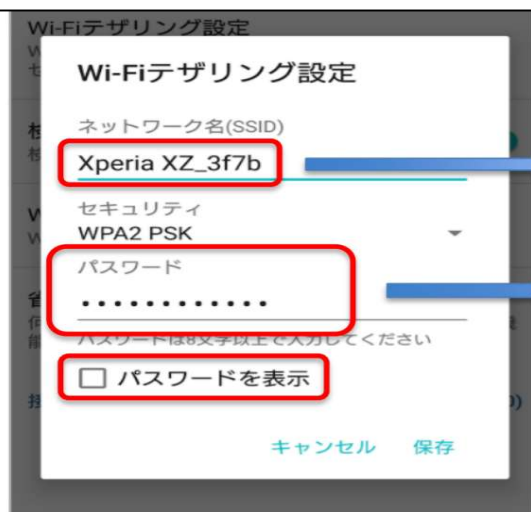 Wi-Fiテザリング設定
W
セ
Wi-Fiテザリング設定
ネットワーク名(SSID)
Xperia XZ_3f7b
セキュリティ
WPA2 PSK
パスワード
••••••••••••
パスワードは8文字以上で入力してください
パスワードを表示
キャンセル 保存